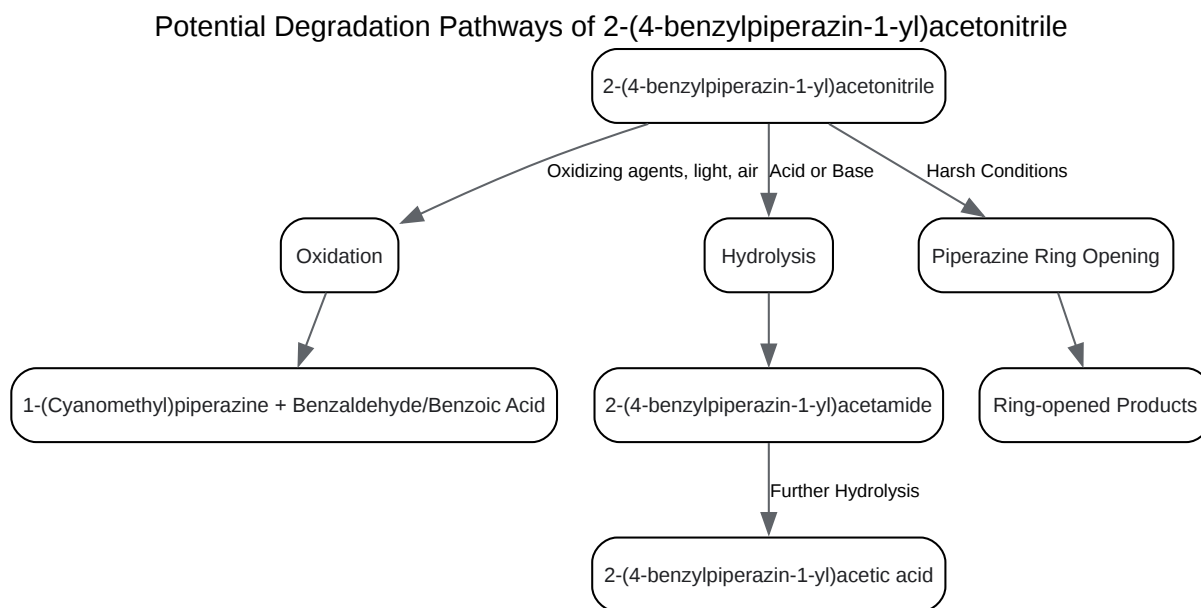 Potential Degradation Pathways of 2-(4-benzylpiperazin-1-yl)acetonitrile
2-(4-benzylpiperazin-1-yl)acetonitrile
Oxidizing agents, light, air
Acid or Base
Harsh Conditions
Oxidation
Hydrolysis
Piperazine Ring Opening
1-(Cyanomethyl)piperazine + Benzaldehyde/Benzoic Acid
2-(4-benzylpiperazin-1-yl)acetamide
Ring-opened Products
Further Hydrolysis
2-(4-benzylpiperazin-1-yl)acetic acid